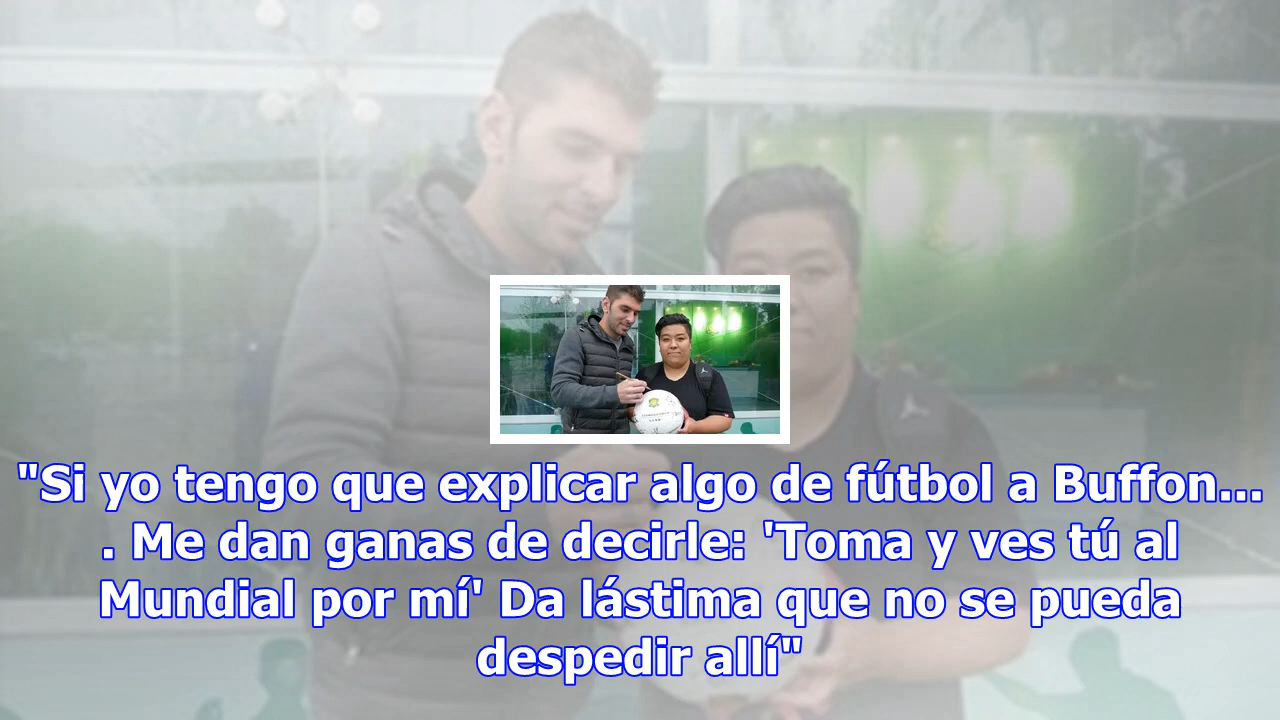 "Si yo tengo que explicar algo de fútbol a Buffon...
. Me dan ganas de decirle: 'Toma y ves tú al
Mundial por mí' Da lástima que no se pueda
despedir allí"